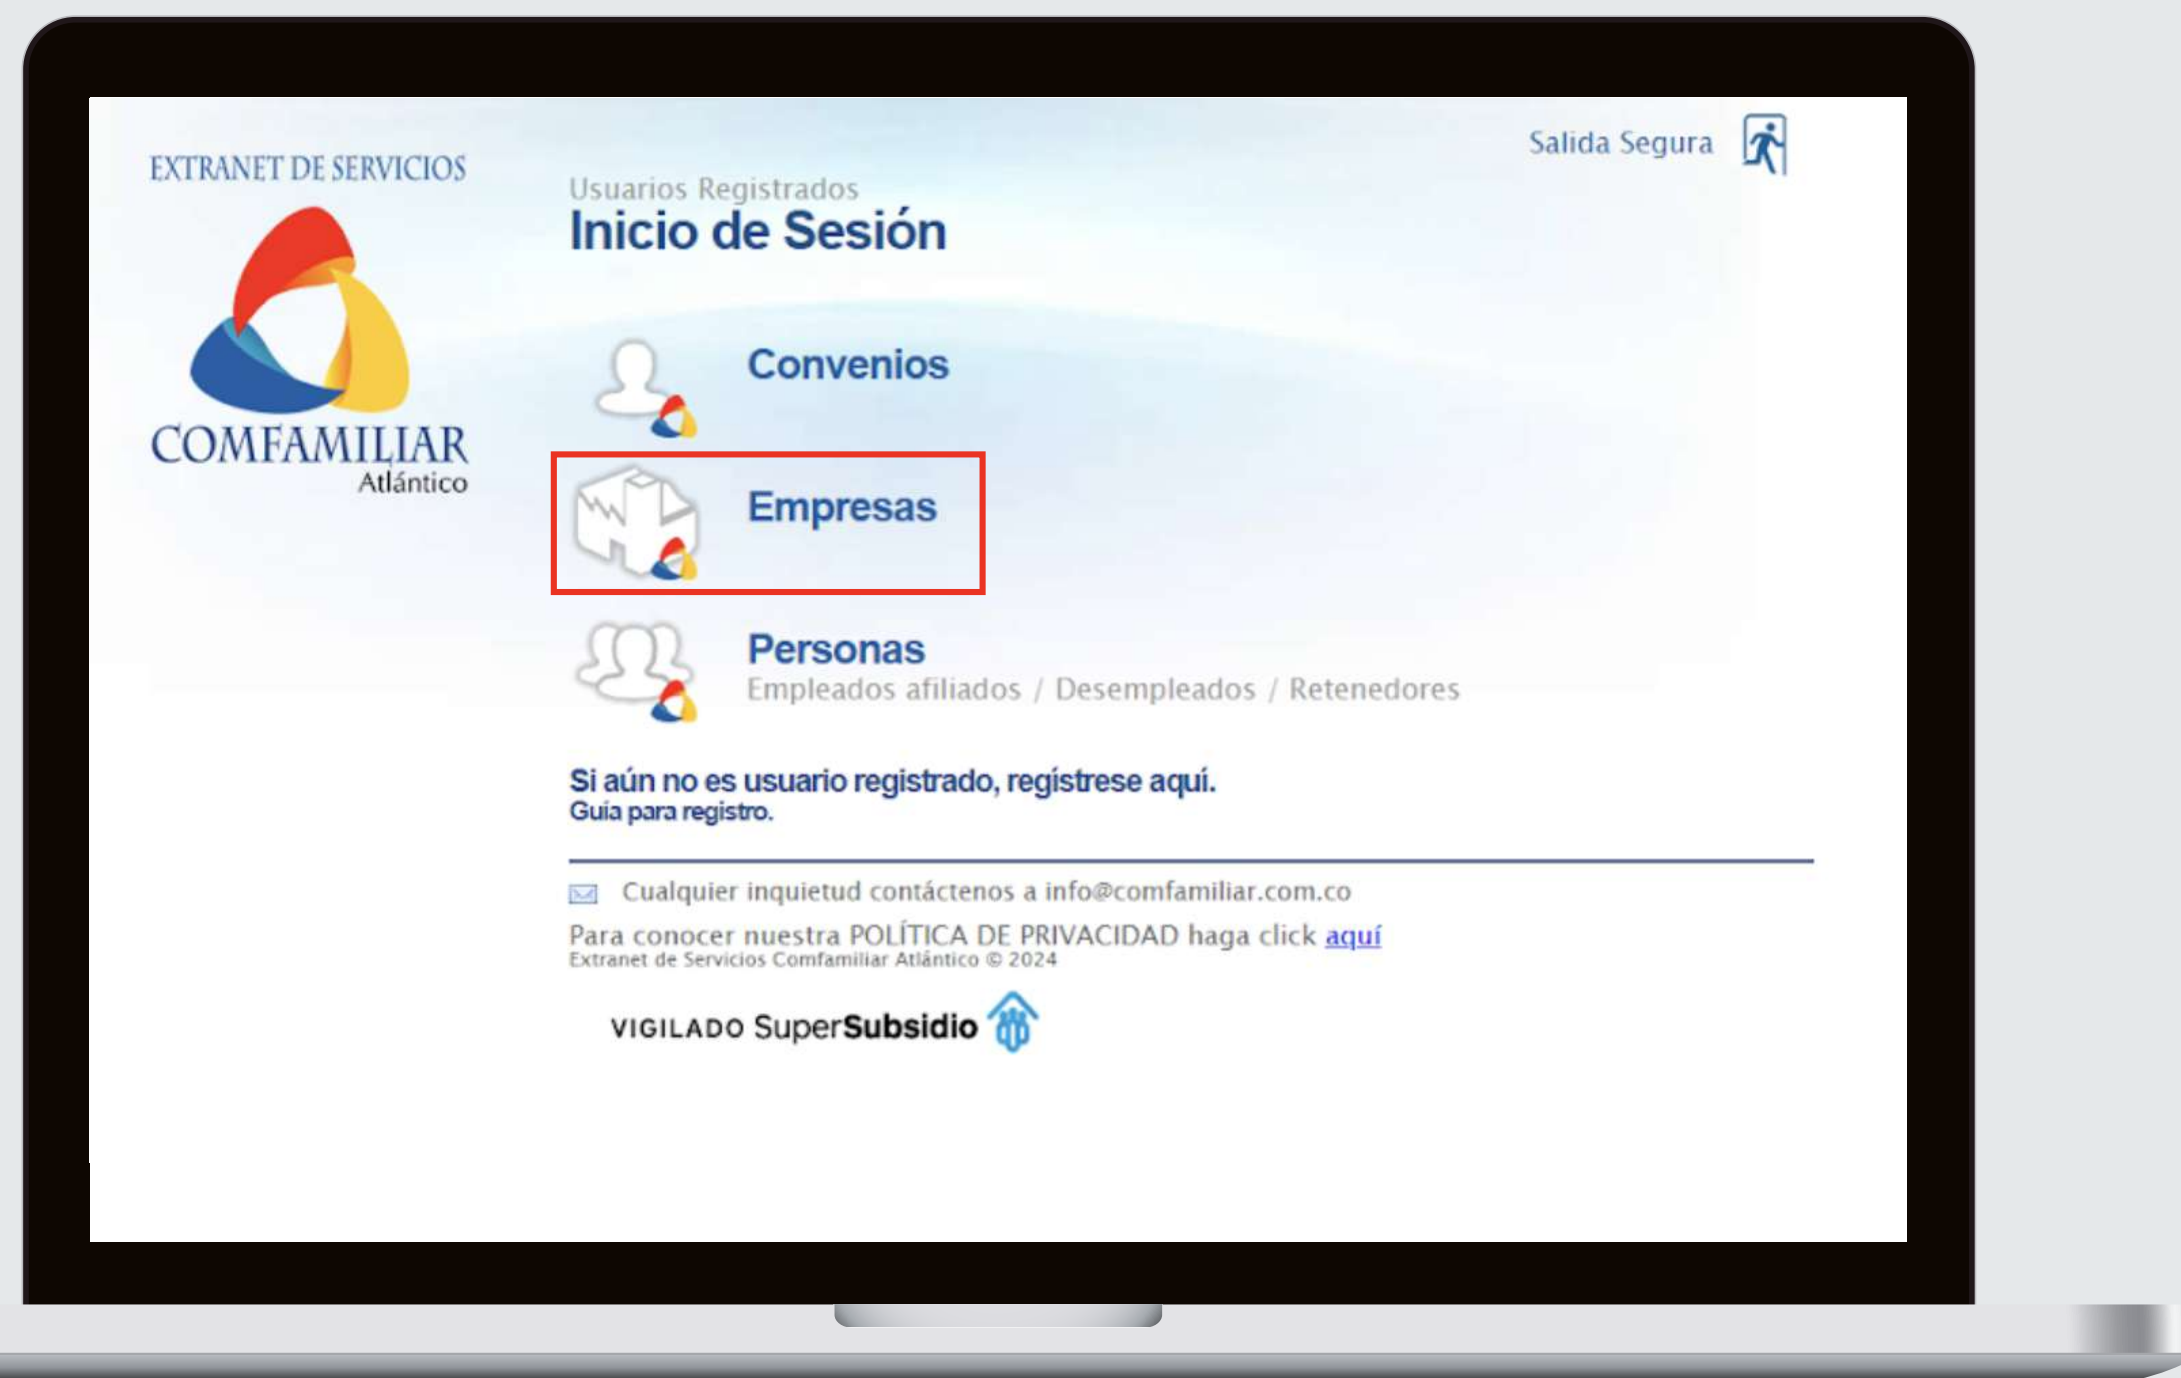 EXTRANET DE SERVICIOS
COMFAMILIAR
Atlántico
Salida Segura
Usuarios Registrados
Inicio de Sesión
Convenios
Empresas
Personas
Empleados afiliados / Desempleados / Retenedores
Si aún no es usuario registrado, regístrese aquí.
Guía para registro.
Cualquier inquietud contáctenos a info@comfamiliar.com.co
Para conocer nuestra POLÍTICA DE PRIVACIDAD haga click aquí
Extranet de Servicios Comfamiliar Atlántico © 2024
VIGILADO SuperSubsidio